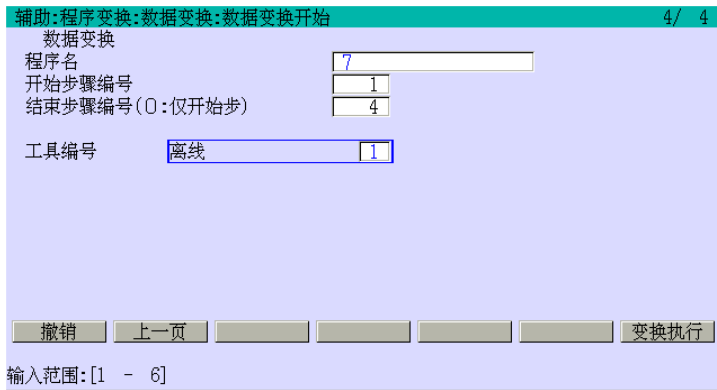 辅助:程序变换:数据变换:数据变换开始 4/ 4
数据变换
程序名 7
开始步骤编号 1
结束步骤编号(0:仅开始步) 4
工具编号 离线 1
撤销 上一页 变换执行
输入范围:[1 - 6]